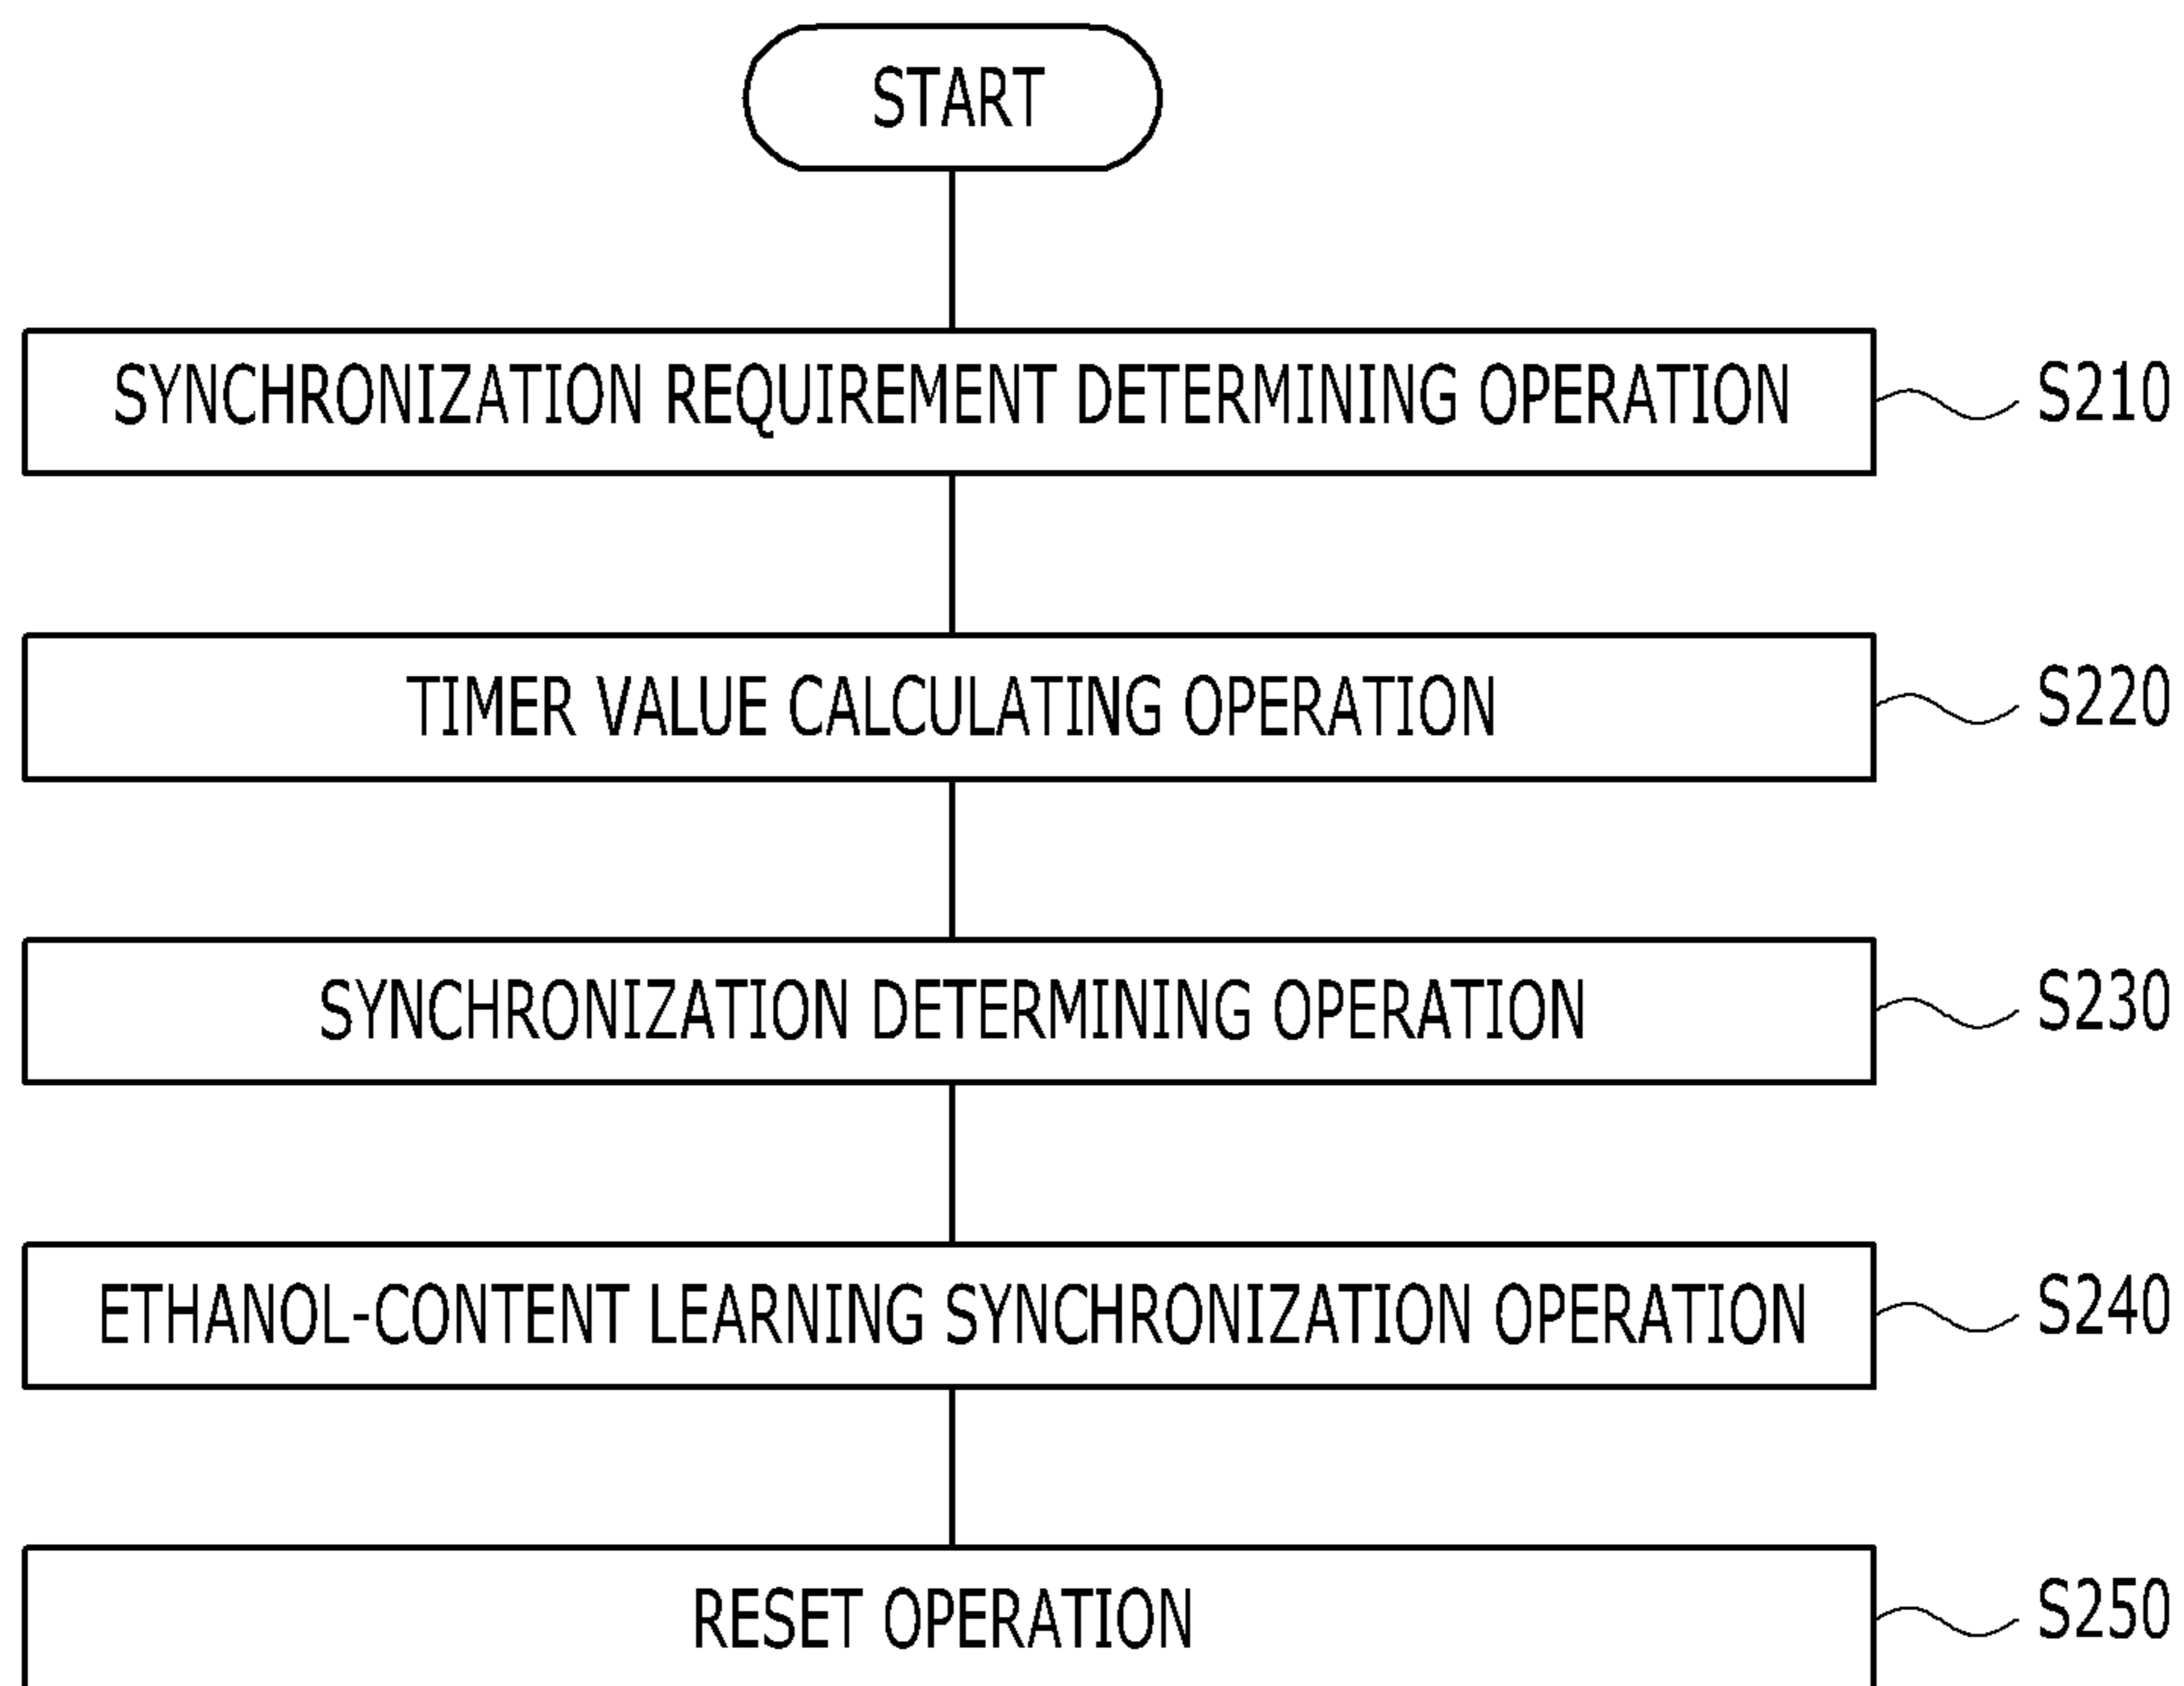 START
SYNCHRONIZATION REQUIREMENT DETERMINING OPERATION S210
TIMER VALUE CALCULATING OPERATION S220
SYNCHRONIZATION DETERMINING OPERATION S230
ETHANOL-CONTENT LEARNING SYNCHRONIZATION OPERATION S240
RESET OPERATION S250